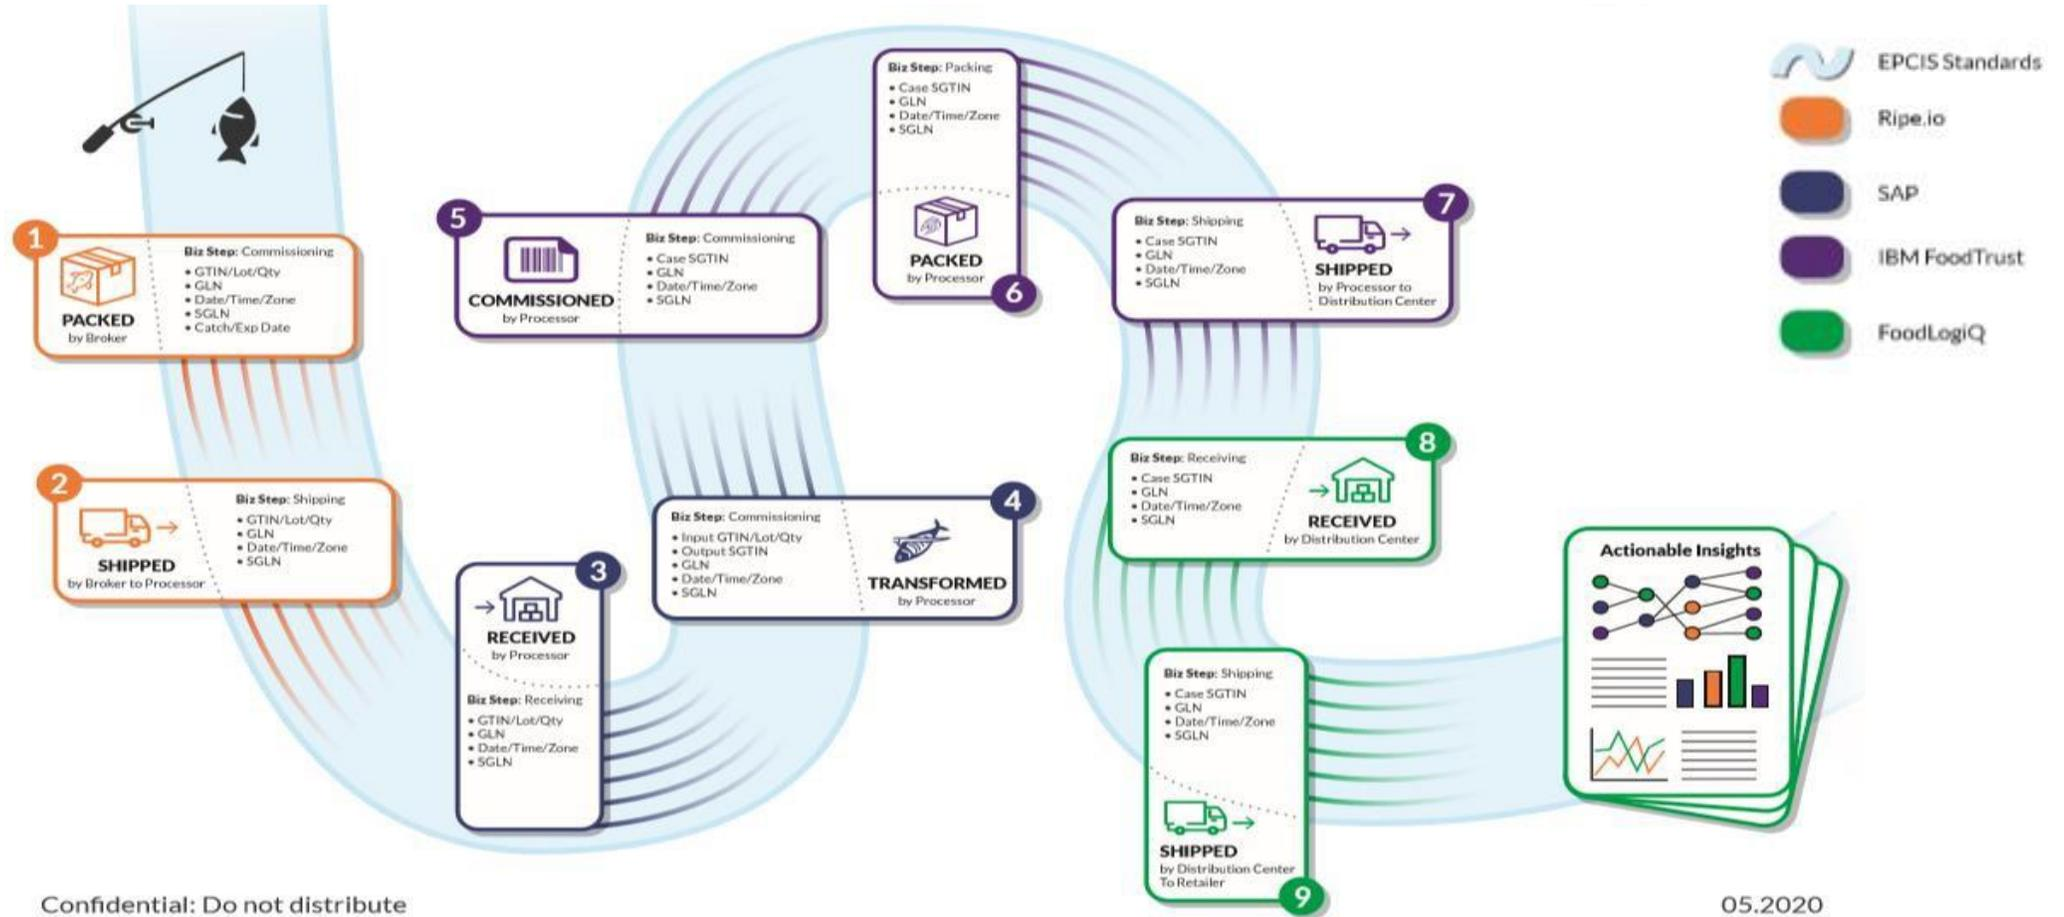 1
PACKED
by Broker
Biz Step: Commissioning
• GTIN/Lot/Qty
• GLN
• Date/Time/Zone
• SGLN
• Catch/Exp Date
2
SHIPPED
by Broker to Processor
Biz Step: Shipping
• GTIN/Lot/Qty
• GLN
• Date/Time/Zone
• SGLN
3
RECEIVED
by Processor
Biz Step: Receiving
• GTIN/Lot/Qty
• GLN
• Date/Time/Zone
• SGLN
4
Biz Step: Commissioning
• Input GTIN/Lot/Qty
• Output SGTIN
• GLN
• Date/Time/Zone
• SGLN
TRANSFORMED
by Processor
5
COMMISSIONED
by Processor
Biz Step: Commissioning
• Case SGTIN
• GLN
• Date/Time/Zone
• SGLN
Biz Step: Packing
• Case SGTIN
• GLN
• Date/Time/Zone
• SGLN
PACKED
by Processor
6
7
Biz Step: Shipping
• Case SGTIN
• GLN
• Date/Time/Zone
• SGLN
SHIPPED
by Processor to
Distribution Center
8
Biz Step: Receiving
• Case SGTIN
• GLN
• Date/Time/Zone
• SGLN
RECEIVED
by Distribution Center
Biz Step: Shipping
• Case SGTIN
• GLN
• Date/Time/Zone
• SGLN
SHIPPED
by Distribution Center
To Retailer
9
Actionable Insights
EPCIS Standards
Ripe.io
SAP
IBM FoodTrust
FoodLogiQ
Confidential: Do not distribute
05.2020